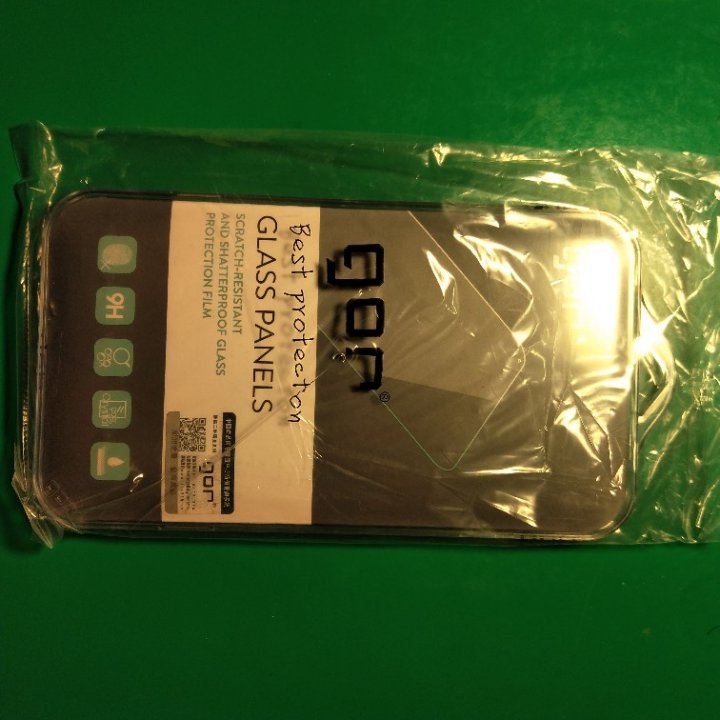 gor®
Best protection
GLASS PANELS
SCRATCH-RESISTANT
AND SHATTERPROOF GLASS
PROTECTION FILM
9H
gor